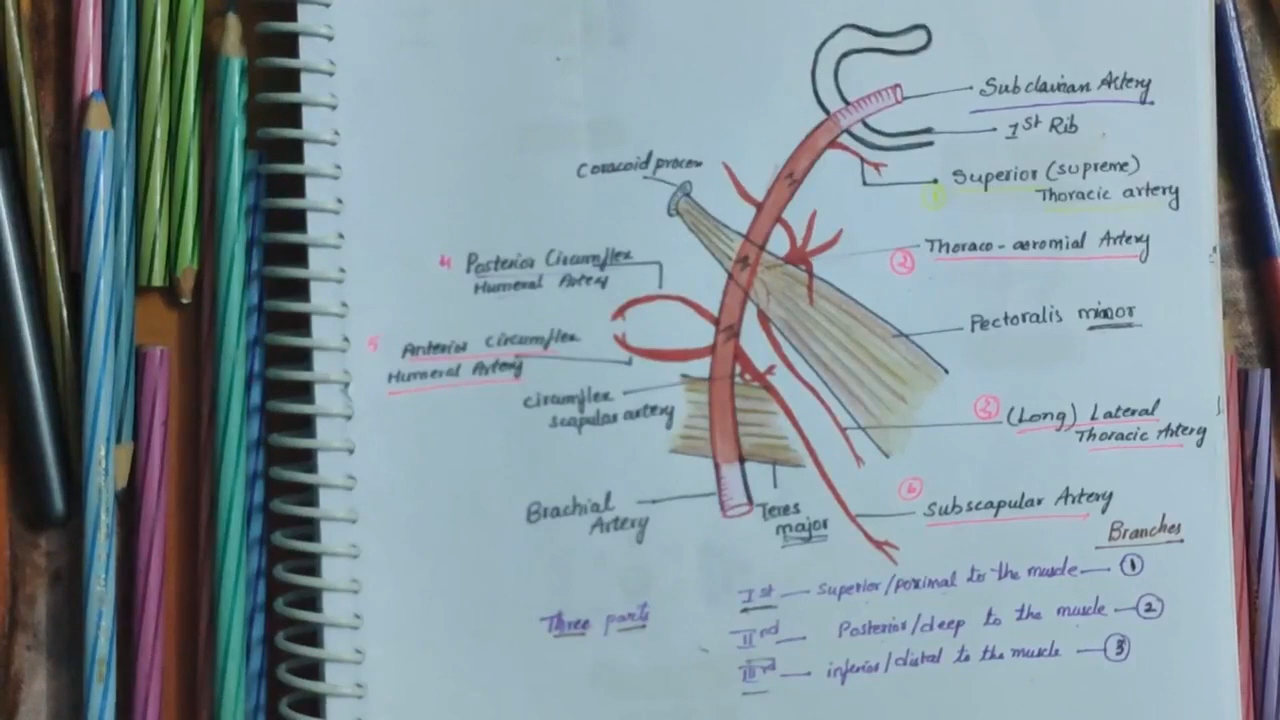 Subclavian Artery
1st Rib
Coracoid process
1 Superior (supreme)
Thoracic artery
2 Thoraco-acromial Artery
4 Posterior Circumflex
Humeral Artery
Pectoralis minor
5 Anterior Circumflex
Humeral Artery
circumflex
scapular artery
3 (Long) Lateral
Thoracic Artery
Brachial
Artery
Teres
major
6 Subscapular Artery
Branches
Three parts
Ist — Superior/poximal to the muscle — 1
IInd — Posterior/deep to the muscle — 2
IIIrd — inferior/distal to the muscle — 3